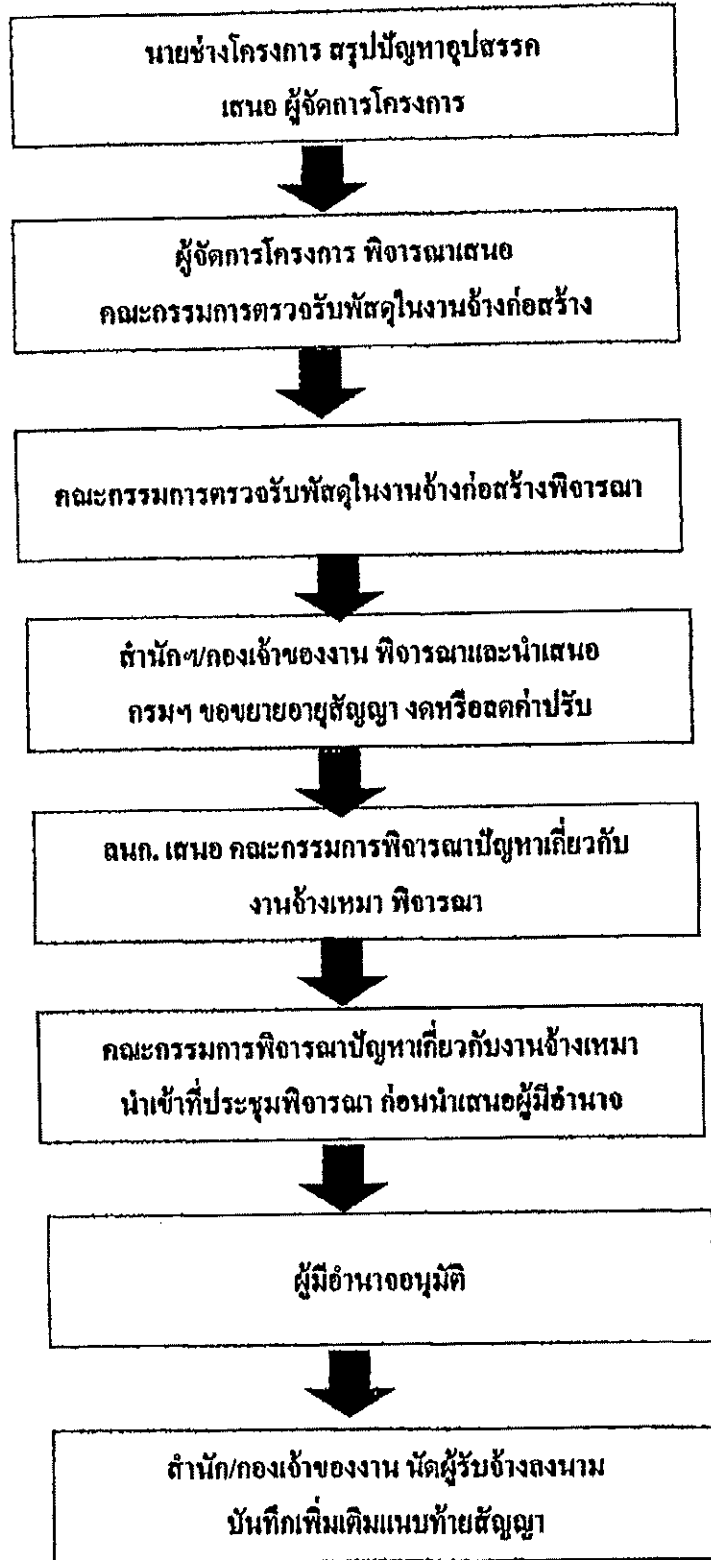 นายช่างโครงการ สรุปปัญหาอุปสรรค
เสนอ ผู้จัดการโครงการ
ผู้จัดการโครงการ พิจารณาเสนอ
คณะกรรมการตรวจรับพัสดุในงานจ้างก่อสร้าง
คณะกรรมการตรวจรับพัสดุในงานจ้างก่อสร้างพิจารณา
สำนักฯ/กองเจ้าของงาน พิจารณาและนำเสนอ
กรมฯ ขอขยายอายุสัญญา งดหรือลดค่าปรับ
ลนก. เสนอ คณะกรรมการพิจารณาปัญหาเกี่ยวกับ
งานจ้างเหมา พิจารณา
คณะกรรมการพิจารณาปัญหาเกี่ยวกับงานจ้างเหมา
นำเข้าที่ประชุมพิจารณา ก่อนนำเสนอผู้มีอำนาจ
ผู้มีอำนาจอนุมัติ
สำนัก/กองเจ้าของงาน นัดผู้รับจ้างลงนาม
บันทึกเพิ่มเติมแนบท้ายสัญญา